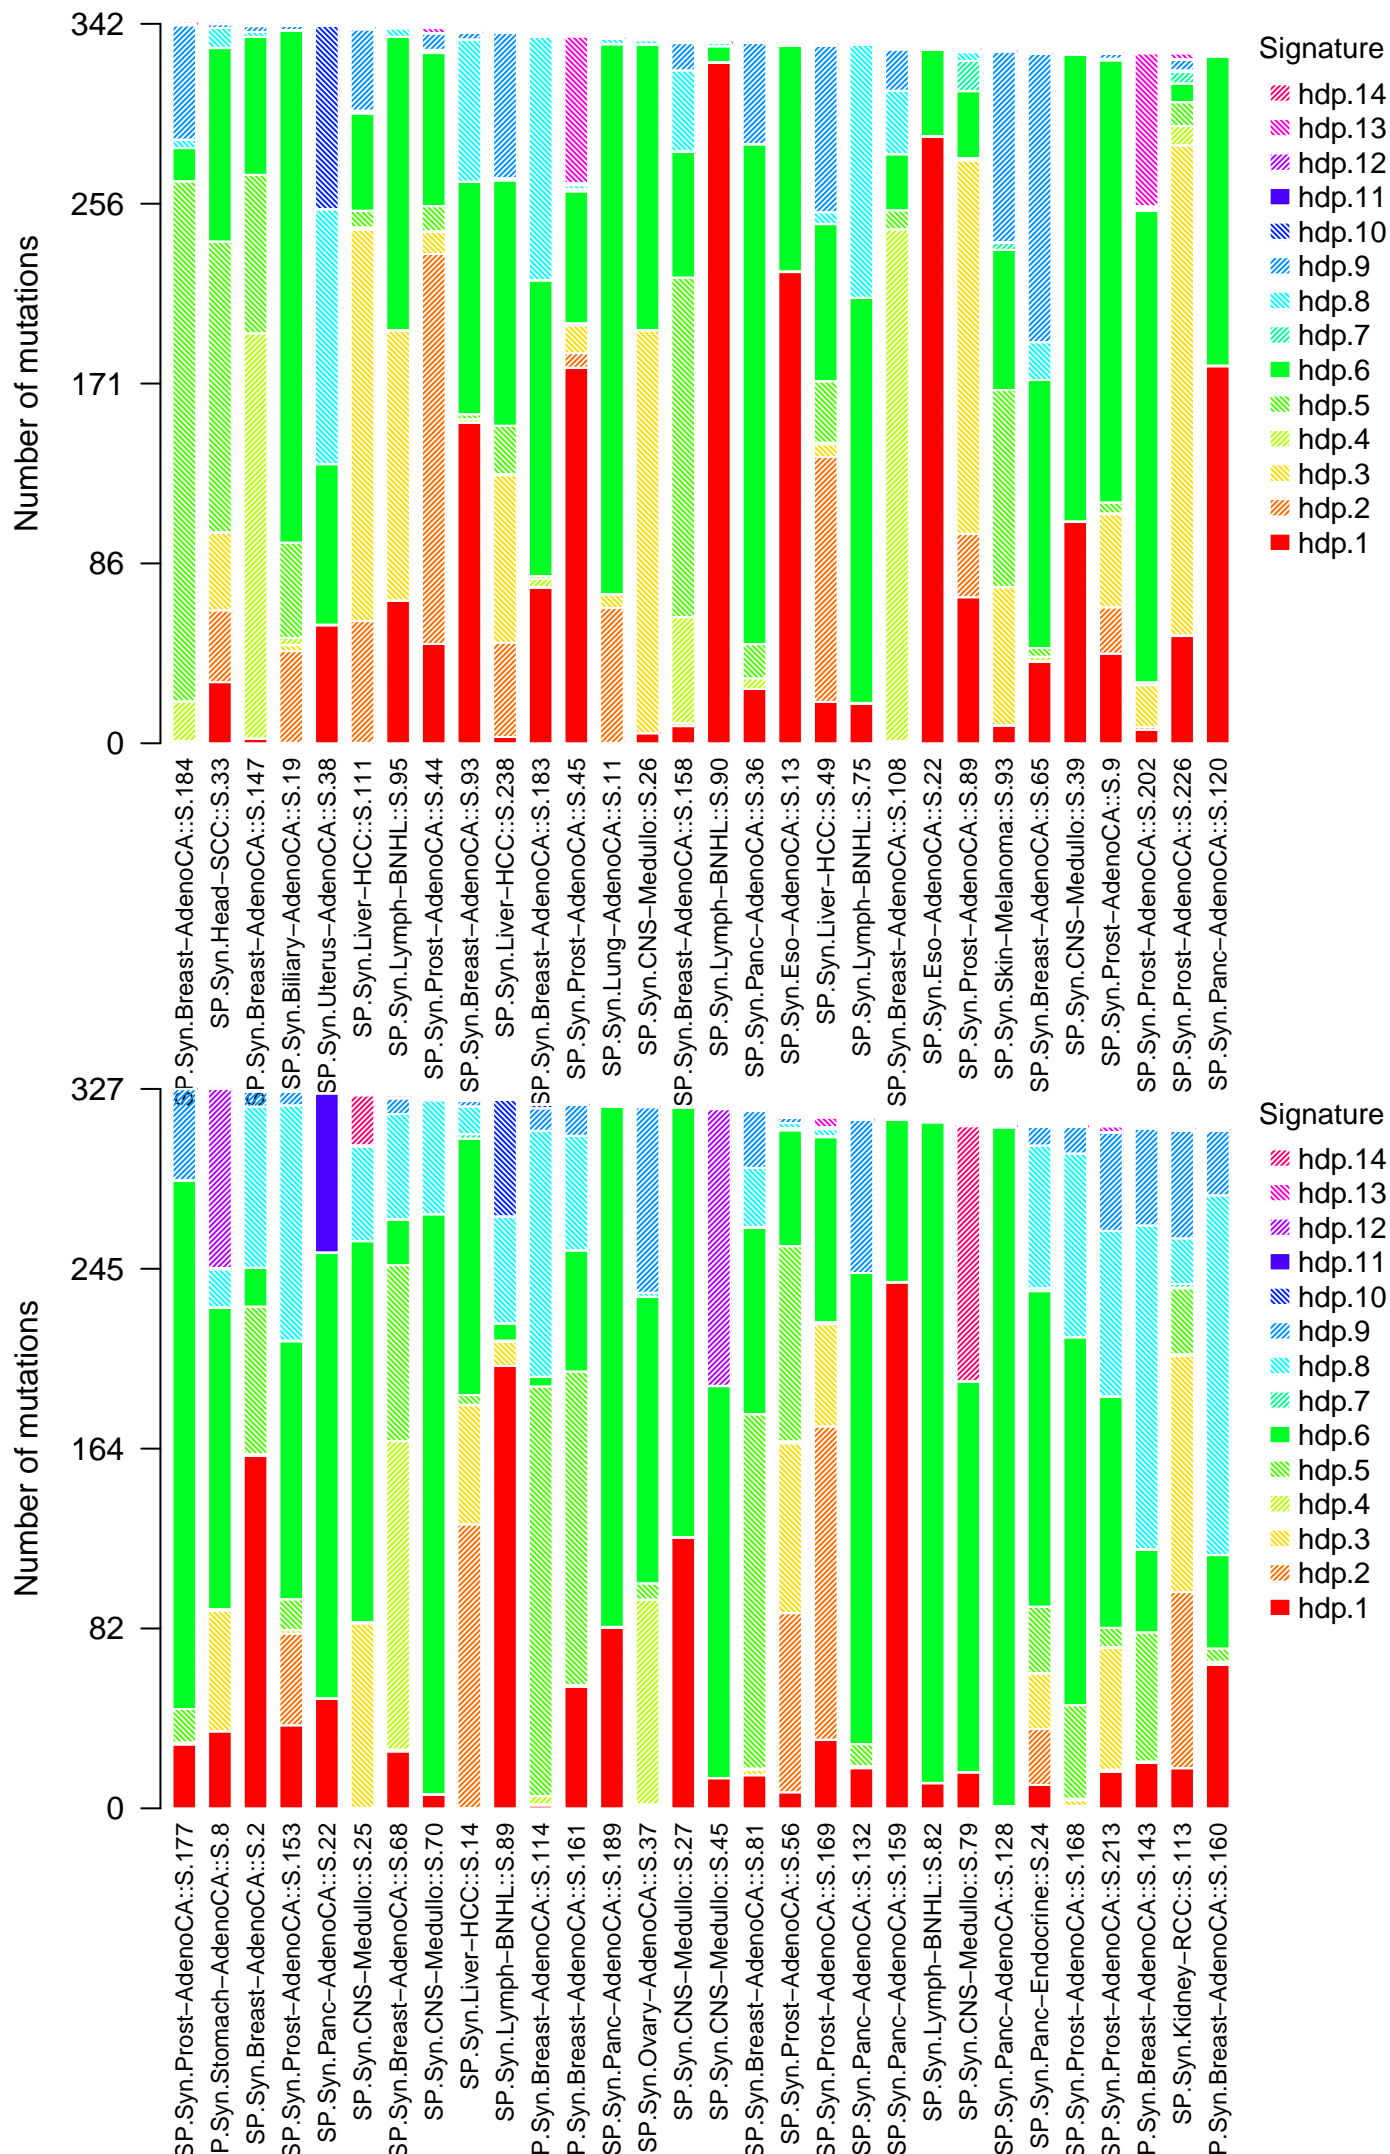 Number of mutations
342
256
171
86
0
Signature
hdp.14
hdp.13
hdp.12
hdp.11
hdp.10
hdp.9
hdp.8
hdp.7
hdp.6
hdp.5
hdp.4
hdp.3
hdp.2
hdp.1
SP.Syn.Breast−AdenoCA::S.184
SP.Syn.Head−SCC::S.33
SP.Syn.Breast−AdenoCA::S.147
SP.Syn.Biliary−AdenoCA::S.19
SP.Syn.Uterus−AdenoCA::S.38
SP.Syn.Liver−HCC::S.111
SP.Syn.Lymph−BNHL::S.95
SP.Syn.Prost−AdenoCA::S.44
SP.Syn.Breast−AdenoCA::S.93
SP.Syn.Liver−HCC::S.238
SP.Syn.Breast−AdenoCA::S.183
SP.Syn.Prost−AdenoCA::S.45
SP.Syn.Lung−AdenoCA::S.11
SP.Syn.CNS−Medullo::S.26
SP.Syn.Breast−AdenoCA::S.158
SP.Syn.Lymph−BNHL::S.90
SP.Syn.Panc−AdenoCA::S.36
SP.Syn.Eso−AdenoCA::S.13
SP.Syn.Liver−HCC::S.49
SP.Syn.Lymph−BNHL::S.75
SP.Syn.Breast−AdenoCA::S.108
SP.Syn.Eso−AdenoCA::S.22
SP.Syn.Prost−AdenoCA::S.89
SP.Syn.Skin−Melanoma::S.93
SP.Syn.Breast−AdenoCA::S.65
SP.Syn.CNS−Medullo::S.39
SP.Syn.Prost−AdenoCA::S.9
SP.Syn.Prost−AdenoCA::S.202
SP.Syn.Prost−AdenoCA::S.226
SP.Syn.Panc−AdenoCA::S.120
Number of mutations
327
245
164
82
0
Signature
hdp.14
hdp.13
hdp.12
hdp.11
hdp.10
hdp.9
hdp.8
hdp.7
hdp.6
hdp.5
hdp.4
hdp.3
hdp.2
hdp.1
SP.Syn.Prost−AdenoCA::S.177
P.Syn.Stomach−AdenoCA::S.8
SP.Syn.Breast−AdenoCA::S.2
SP.Syn.Prost−AdenoCA::S.153
SP.Syn.Panc−AdenoCA::S.22
SP.Syn.CNS−Medullo::S.25
SP.Syn.Breast−AdenoCA::S.68
SP.Syn.CNS−Medullo::S.70
SP.Syn.Liver−HCC::S.14
SP.Syn.Lymph−BNHL::S.89
P.Syn.Breast−AdenoCA::S.114
P.Syn.Breast−AdenoCA::S.161
SP.Syn.Panc−AdenoCA::S.189
SP.Syn.Ovary−AdenoCA::S.37
SP.Syn.CNS−Medullo::S.27
SP.Syn.CNS−Medullo::S.45
SP.Syn.Breast−AdenoCA::S.81
SP.Syn.Prost−AdenoCA::S.56
SP.Syn.Prost−AdenoCA::S.169
SP.Syn.Panc−AdenoCA::S.132
SP.Syn.Panc−AdenoCA::S.159
SP.Syn.Lymph−BNHL::S.82
SP.Syn.CNS−Medullo::S.79
SP.Syn.Panc−AdenoCA::S.128
SP.Syn.Panc−Endocrine::S.24
SP.Syn.Prost−AdenoCA::S.168
SP.Syn.Prost−AdenoCA::S.213
P.Syn.Breast−AdenoCA::S.143
SP.Syn.Kidney−RCC::S.113
P.Syn.Breast−AdenoCA::S.160